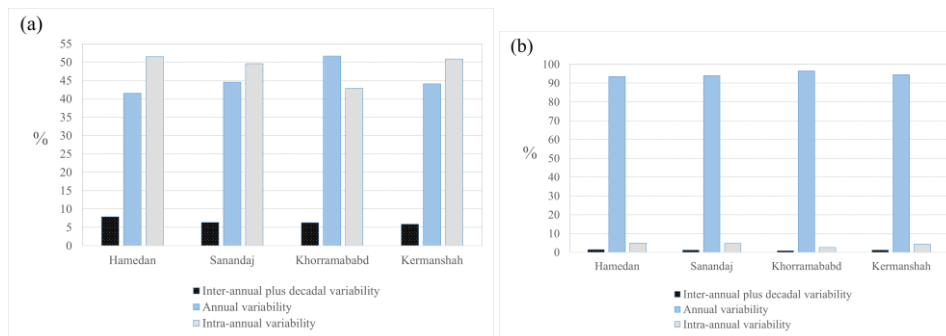 (a)
55
50
45
40
35
30
25
20
15
10
5
0
%
Hamedan Sanandaj Khorramababd Kermanshah
Inter-annual plus decadal variability
Annual variability
Intra-annual variability
(b)
100
90
80
70
60
50
40
30
20
10
0
%
Hamedan Sanandaj Khorramababd Kermanshah
Inter-annual plus decadal variability
Annual variability
Intra-annual variability